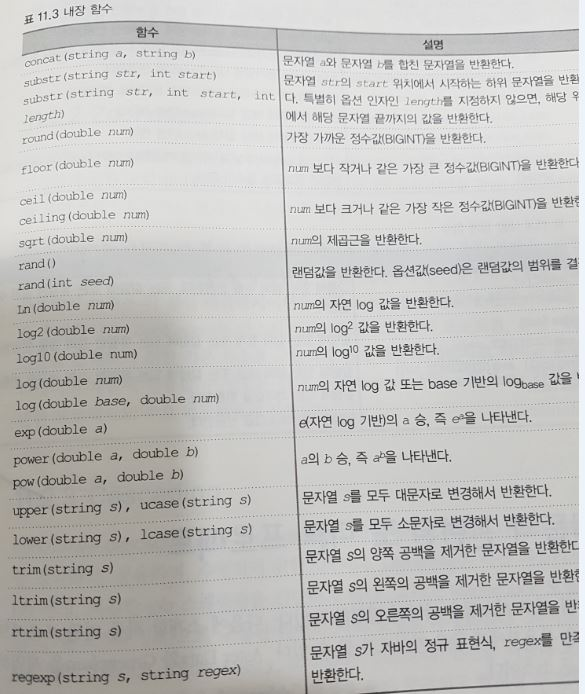 표 11.3 내장 함수
함수 설명
concat(string a, string b) 문자열 a와 문자열 b를 합친 문자열을 반환한다.
substr(string str, int start) 문자열 str의 start 위치에서 시작하는 하위 문자열을 반환
substr(string str, int start, int 다. 특별히 옵션 인자인 length를 지정하지 않으면, 해당 위
length) 에서 해당 문자열 끝까지의 값을 반환한다.
round(double num) 가장 가까운 정수값(BIGINT)을 반환한다.
floor(double num) num 보다 작거나 같은 가장 큰 정수값(BIGINT)을 반환한다
ceil(double num)
ceiling(double num) num 보다 크거나 같은 가장 작은 정수값(BIGINT)을 반환한
sqrt(double num) num의 제곱근을 반환한다.
rand()
rand(int seed) 랜덤값을 반환한다. 옵션값(seed)은 랜덤값의 범위를 결
Ln(double num) num의 자연 log 값을 반환한다.
log2(double num) num의 log2 값을 반환한다.
log10(double num) num의 log10 값을 반환한다.
log(double num)
log(double base, double num) num의 자연 log 값 또는 base 기반의 logbase 값을
exp(double a) e(자연 log 기반)의 a 승, 즉 ea을 나타낸다.
power(double a, double b)
pow(double a, double b) a의 b 승, 즉 ab을 나타낸다.
upper(string s), ucase(string s) 문자열 s를 모두 대문자로 변경해서 반환한다.
lower(string s), lcase(string s) 문자열 s를 모두 소문자로 변경해서 반환한다.
trim(string s) 문자열 s의 양쪽 공백을 제거한 문자열을 반환한다
ltrim(string s) 문자열 s의 왼쪽의 공백을 제거한 문자열을 반환한
rtrim(string s) 문자열 s의 오른쪽의 공백을 제거한 문자열을 반
regexp(string s, string regex) 문자열 s가 자바의 정규 표현식, regex를 만족
반환한다.